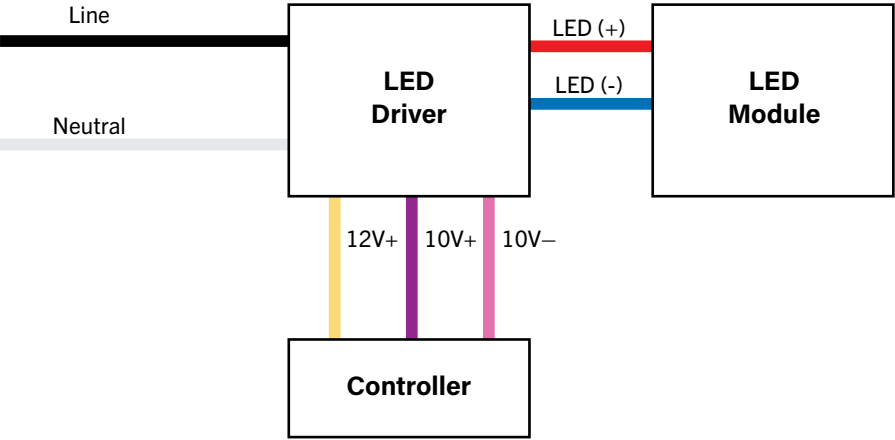 Line
LED (+)
LED
Driver
LED (-)
LED
Module
Neutral
12V+
10V+
10V−
Controller